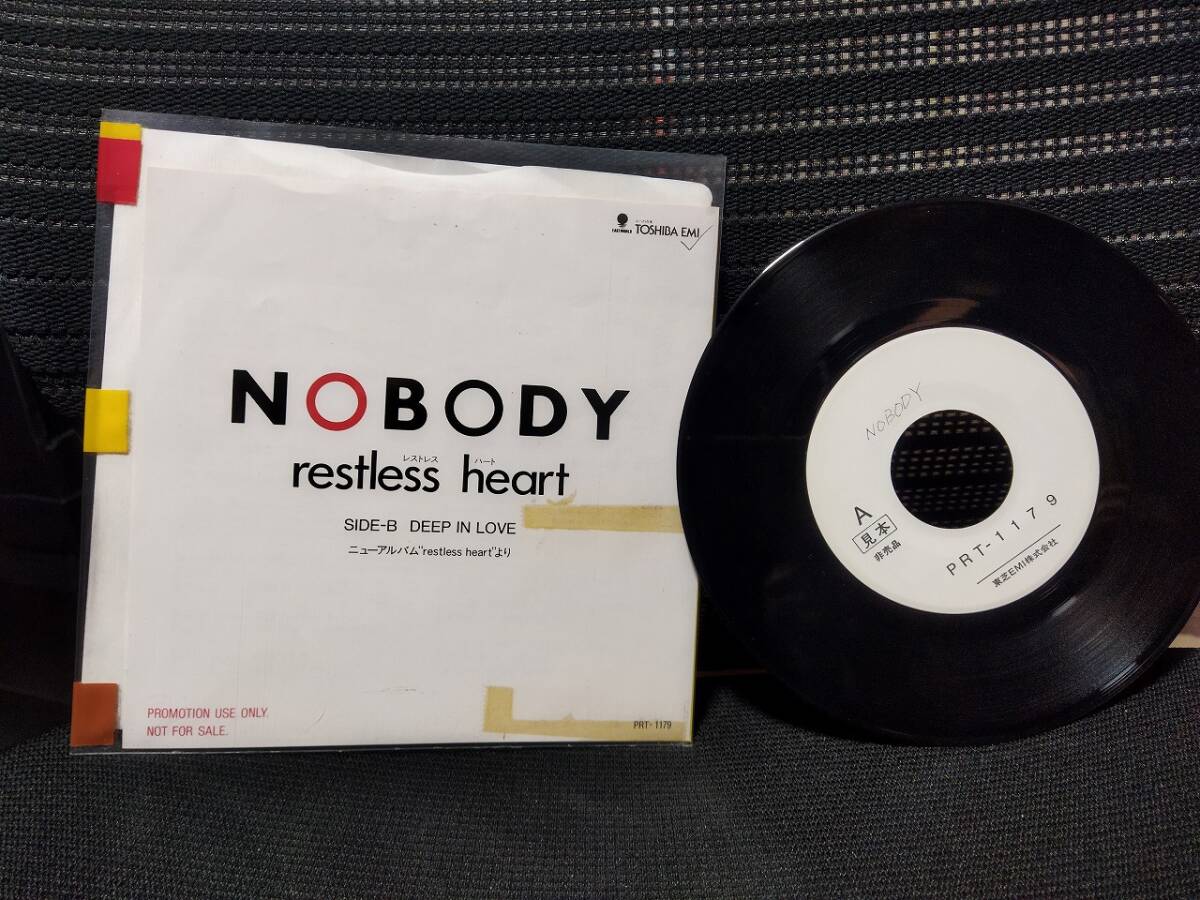 EASTWORLD
TOSHIBA EMI
NOBODY
レストレス ハート
restless heart
SIDE-B DEEP IN LOVE
ニューアルバム"restless heart"より
PROMOTION USE ONLY.
NOT FOR SALE.
PRT-1179
NOBODY
A
見本
非売品
PRT-1179
東芝EMI株式会社